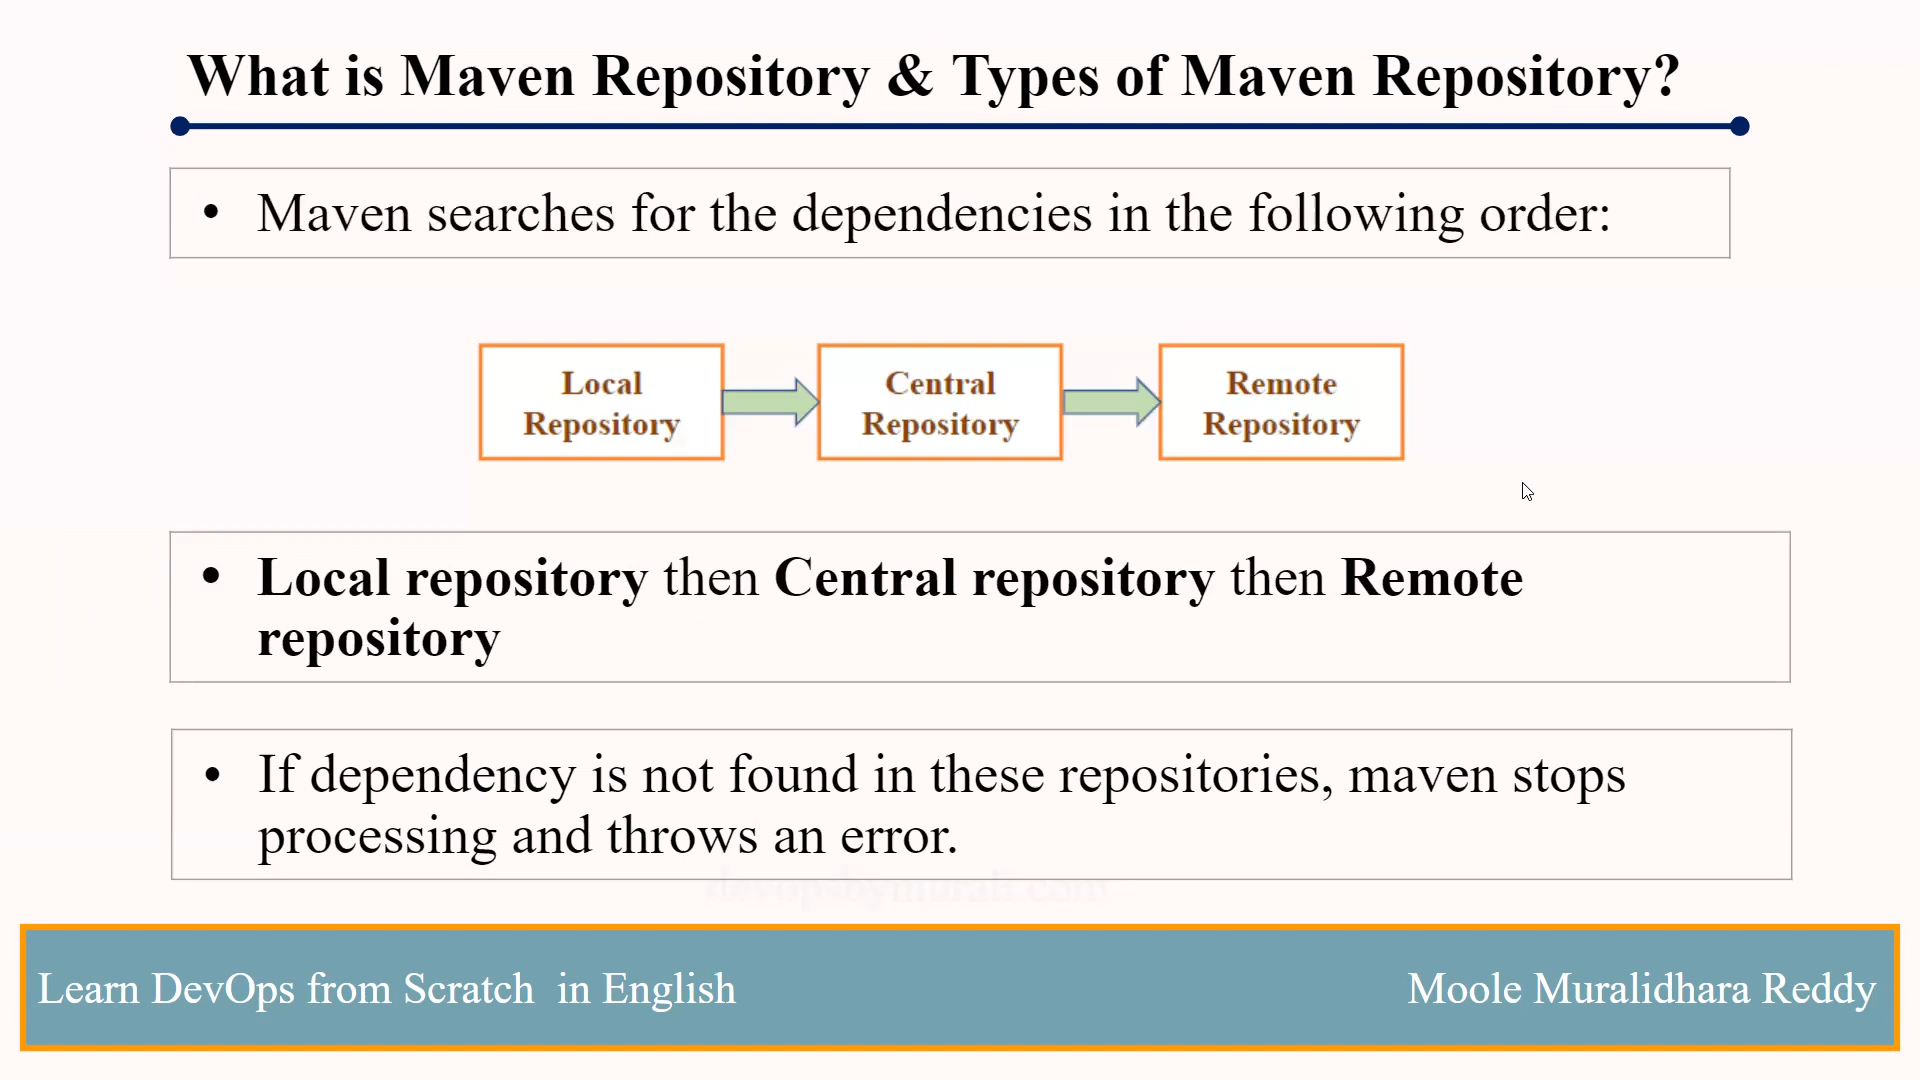 What is Maven Repository & Types of Maven Repository?
• Maven searches for the dependencies in the following order:
Local
Repository
Central
Repository
Remote
Repository
• Local repository then Central repository then Remote
repository
• If dependency is not found in these repositories, maven stops
processing and throws an error.
devopsbymurali.com
Learn DevOps from Scratch in English
Moole Muralidhara Reddy